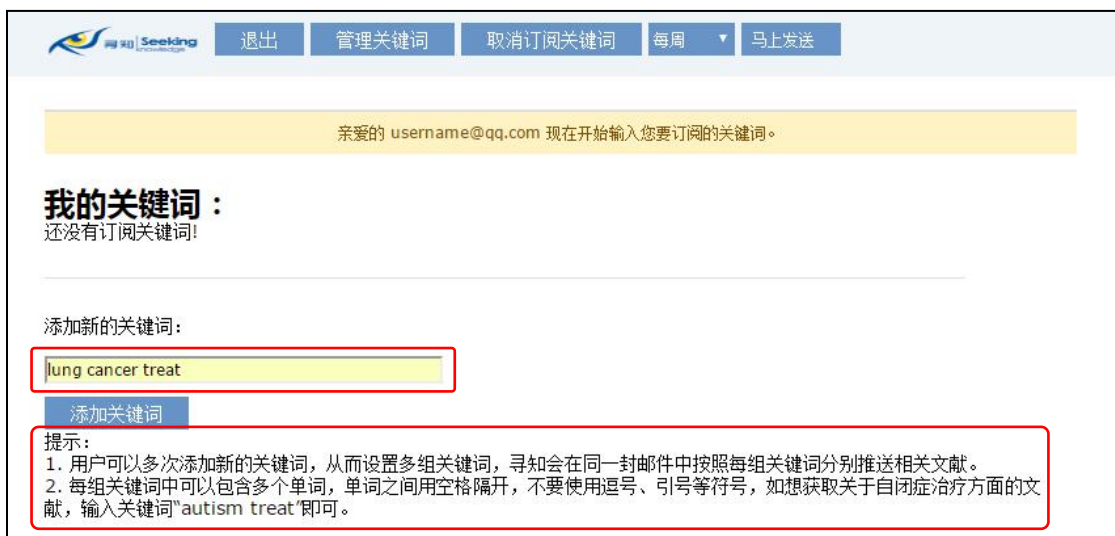 寻知 Seeking knowledge 退出 管理关键词 取消订阅关键词 每周 马上发送
亲爱的 username@qq.com 现在开始输入您要订阅的关键词。
我的关键词：
还没有订阅关键词!
添加新的关键词：
lung cancer treat
添加关键词
提示：
1. 用户可以多次添加新的关键词，从而设置多组关键词，寻知会在同一封邮件中按照每组关键词分别推送相关文献。
2. 每组关键词中可以包含多个单词，单词之间用空格隔开，不要使用逗号、引号等符号，如想获取关于自闭症治疗方面的文
献，输入关键词“autism treat”即可。